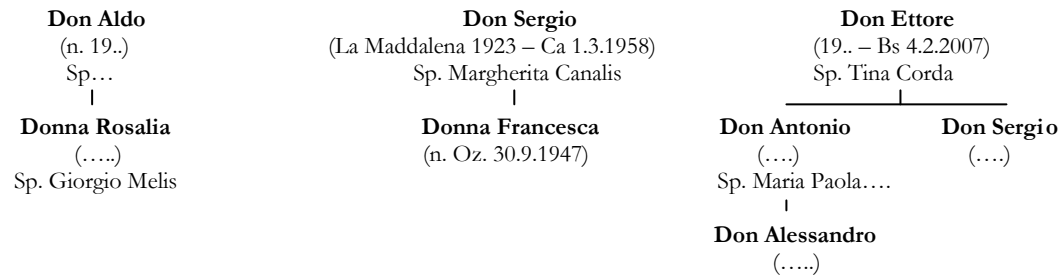 Don Aldo
(n. 19..)
Sp…
Donna Rosalia
(…..)
Sp. Giorgio Melis
Don Sergio
(La Maddalena 1923 – Ca 1.3.1958)
Sp. Margherita Canalis
Donna Francesca
(n. Oz. 30.9.1947)
Don Ettore
(19.. – Bs 4.2.2007)
Sp. Tina Corda
Don Antonio
(….)
Sp. Maria Paola….
Don Sergio
(….)
Don Alessandro
(…..)